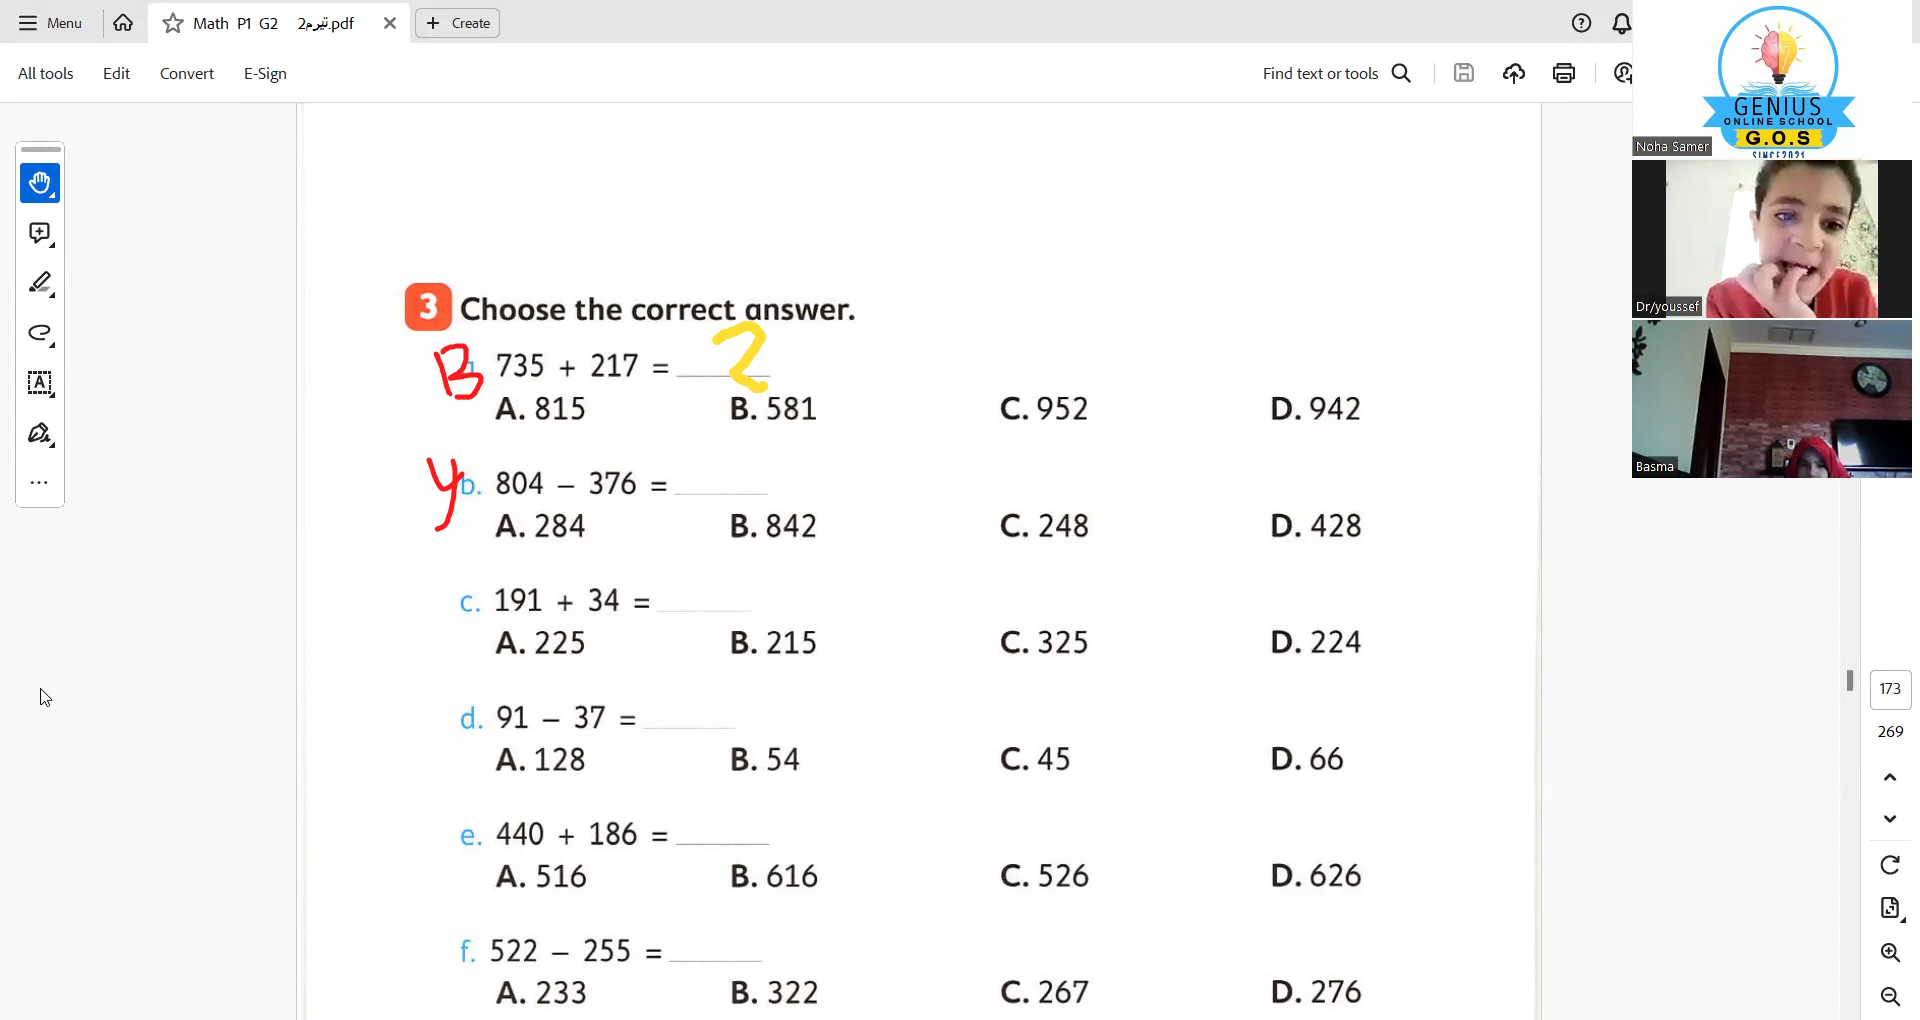 Menu
Math P1 G2 تيرم2.pdf
Create
All tools
Edit
Convert
E-Sign
Find text or tools
GENIUS
ONLINE SCHOOL
G.O.S
SINCE2021
Noha Samer
Dr/youssef
Basma
3 Choose the correct answer.
B 735 + 217 = 2
A. 815 B. 581 C. 952 D. 942
y b. 804 – 376 =
A. 284 B. 842 C. 248 D. 428
c. 191 + 34 =
A. 225 B. 215 C. 325 D. 224
d. 91 – 37 =
A. 128 B. 54 C. 45 D. 66
e. 440 + 186 =
A. 516 B. 616 C. 526 D. 626
f. 522 – 255 =
A. 233 B. 322 C. 267 D. 276
173
269